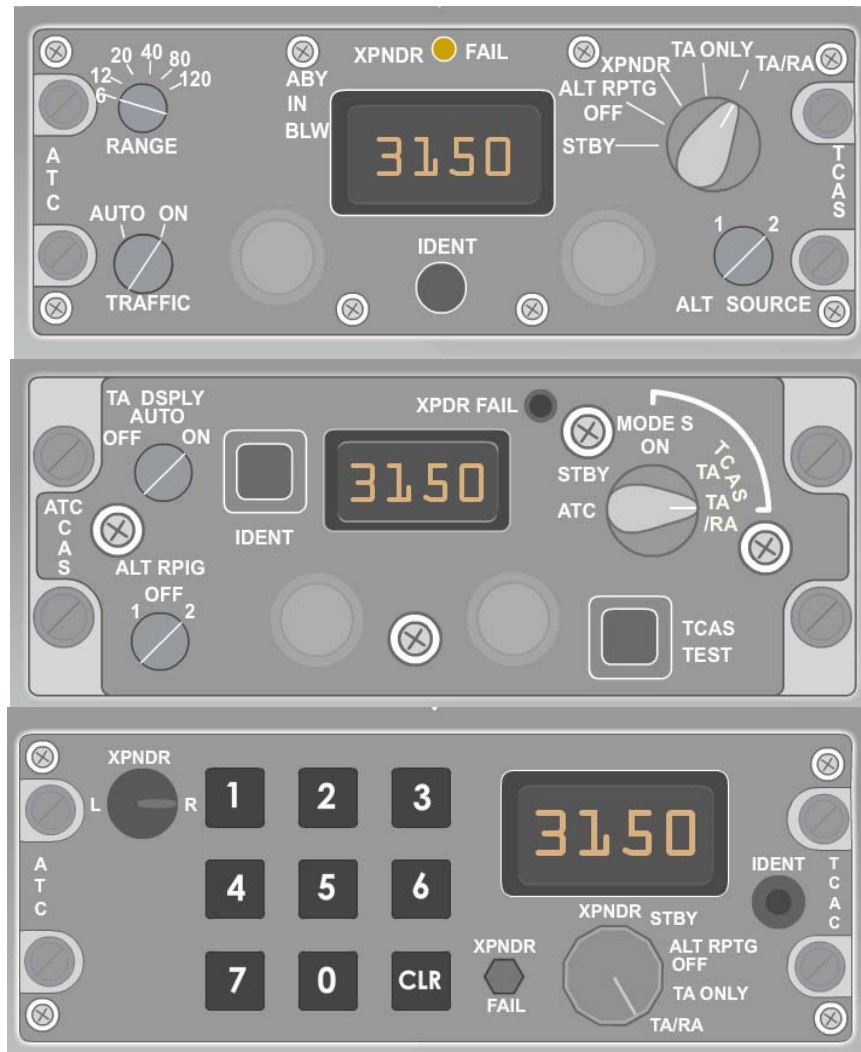 XPNDR FAIL
20 40 80
12 120
6
RANGE
ABY
IN
BLW
3150
TA ONLY
XPNDR TA/RA
ALT RPTG
OFF
STBY
ATC
TCAS
AUTO ON
TRAFFIC
IDENT
1 2
ALT SOURCE
TA DSPLY
AUTO
OFF ON
IDENT
3150
XPDR FAIL
MODE S
ON
STBY
ATC
TA
TCAS
TA
/RA
ATC
C
A
S
ALT RPIG
OFF
1 2
TCAS
TEST
XPNDR
L R
1 2 3
4 5 6
7 0 CLR
3150
ATC
IDENT
TCAC
XPNDR
FAIL
XPNDR STBY
ALT RPTG
OFF
TA ONLY
TA/RA